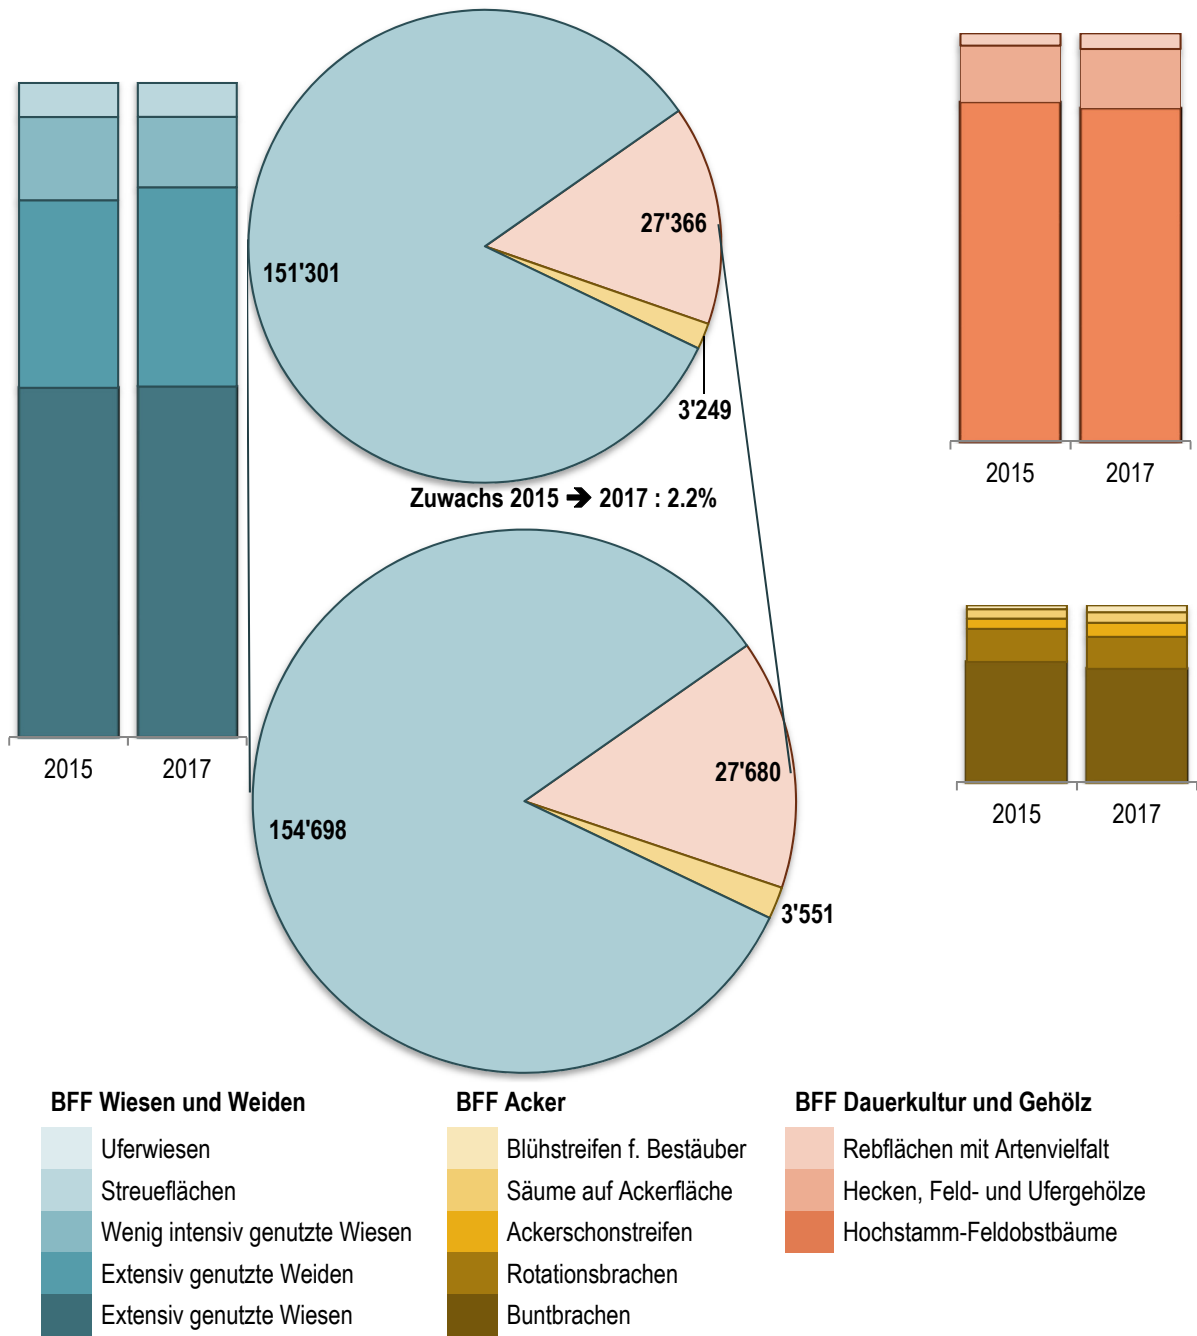 27'366
151'301
3'249
2015
2017
Zuwachs 2015 ➔ 2017 : 2.2%
2015
2017
27'680
154'698
3'551
2015
2017
BFF Wiesen und Weiden
Uferwiesen
Streueflächen
Wenig intensiv genutzte Wiesen
Extensiv genutzte Weiden
Extensiv genutzte Wiesen
BFF Acker
Blühstreifen f. Bestäuber
Säume auf Ackerfläche
Ackerschonstreifen
Rotationsbrachen
Buntbrachen
BFF Dauerkultur und Gehölz
Rebflächen mit Artenvielfalt
Hecken, Feld- und Ufergehölze
Hochstamm-Feldobstbäume